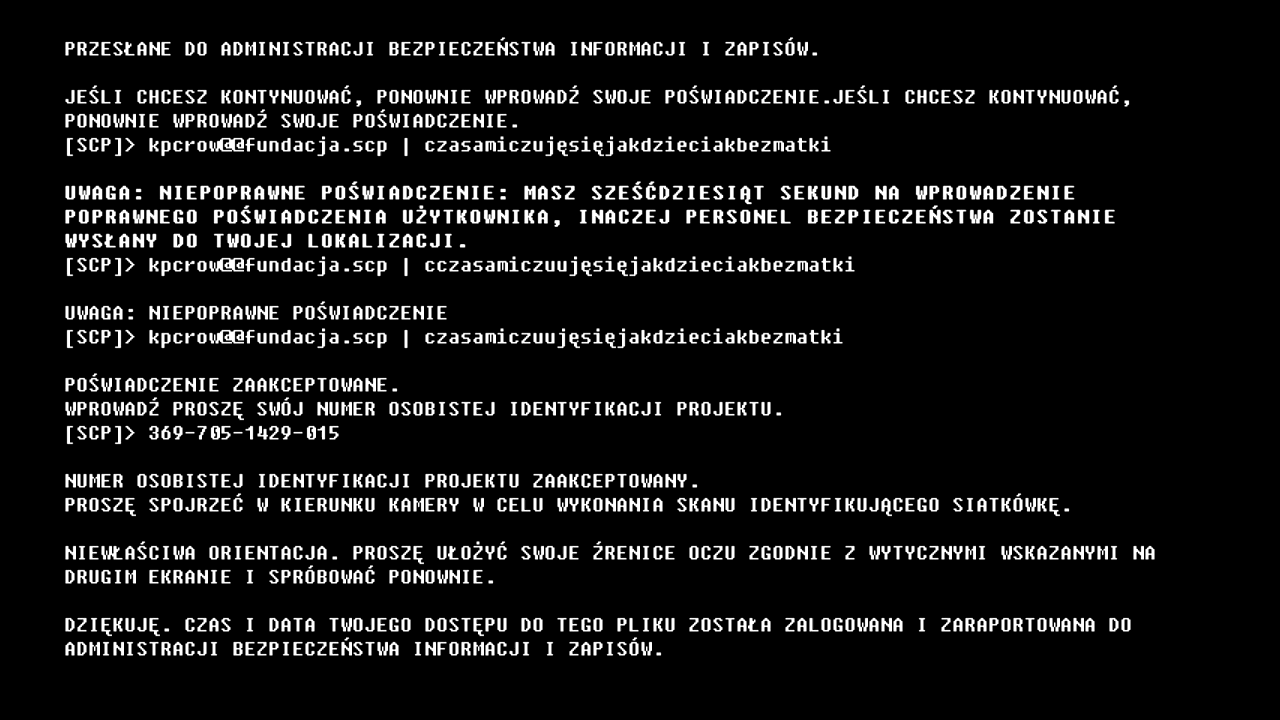 PRZESŁANE DO ADMINISTRACJI BEZPIECZEŃSTWA INFORMACJI I ZAPISÓW.
JEŚLI CHCESZ KONTYNUOWAĆ, PONOWNIE WPROWADŹ SWOJE POŚWIADCZENIE.JEŚLI CHCESZ KONTYNUOWAĆ,
PONOWNIE WPROWADŹ SWOJE POŚWIADCZENIE.
[SCP]> kpcrow@@fundacja.scp | czasamiczujęsięjakdzieciakbezmatki
UWAGA: NIEPOPRAWNE POŚWIADCZENIE: MASZ SZEŚĆDZIESIĄT SEKUND NA WPROWADZENIE
POPRAWNEGO POŚWIADCZENIA UŻYTKOWNIKA, INACZEJ PERSONEL BEZPIECZEŃSTWA ZOSTANIE
WYSŁANY DO TWOJEJ LOKALIZACJI.
[SCP]> kpcrow@@fundacja.scp | cczasamiczuujęsięjakdzieciakbezmatki
UWAGA: NIEPOPRAWNE POŚWIADCZENIE
[SCP]> kpcrow@@fundacja.scp | czasamiczuujęsięjakdzieciakbezmatki
POŚWIADCZENIE ZAAKCEPTOWANE.
WPROWADŹ PROSZĘ SWÓJ NUMER OSOBISTEJ IDENTYFIKACJI PROJEKTU.
[SCP]> 369-705-1429-015
NUMER OSOBISTEJ IDENTYFIKACJI PROJEKTU ZAAKCEPTOWANY.
PROSZĘ SPOJRZEĆ W KIERUNKU KAMERY W CELU WYKONANIA SKANU IDENTYFIKUJĄCEGO SIATKÓWKĘ.
NIEWŁAŚCIWA ORIENTACJA. PROSZĘ UŁOŻYĆ SWOJE ŹRENICE OCZU ZGODNIE Z WYTYCZNYMI WSKAZANYMI NA
DRUGIM EKRANIE I SPRÓBOWAĆ PONOWNIE.
DZIĘKUJĘ. CZAS I DATA TWOJEGO DOSTĘPU DO TEGO PLIKU ZOSTAŁA ZALOGOWANA I ZARAPORTOWANA DO
ADMINISTRACJI BEZPIECZEŃSTWA INFORMACJI I ZAPISÓW.